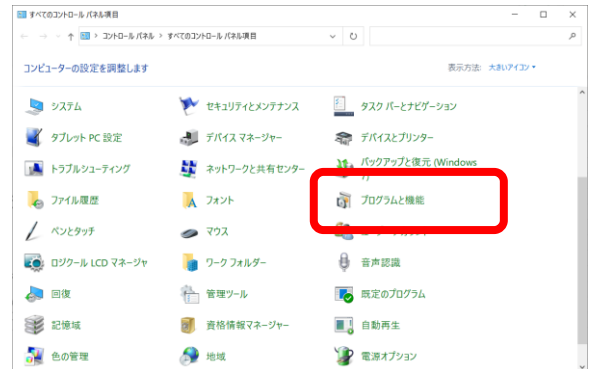 すべてのコントロール パネル項目
コントロール パネル > すべてのコントロール パネル項目
コンピューターの設定を調整します
表示方法: 大きいアイコン
システム
セキュリティとメンテナンス
タスク バーとナビゲーション
タブレット PC 設定
デバイス マネージャー
デバイスとプリンター
トラブルシューティング
ネットワークと共有センター
バックアップと復元 (Windows
7)
ファイル履歴
フォント
プログラムと機能
ペンとタッチ
マウス
ロジクール LCD マネージャ
ワーク フォルダー
音声認識
回復
管理ツール
既定のプログラム
記憶域
資格情報マネージャー
自動再生
色の管理
地域
電源オプション